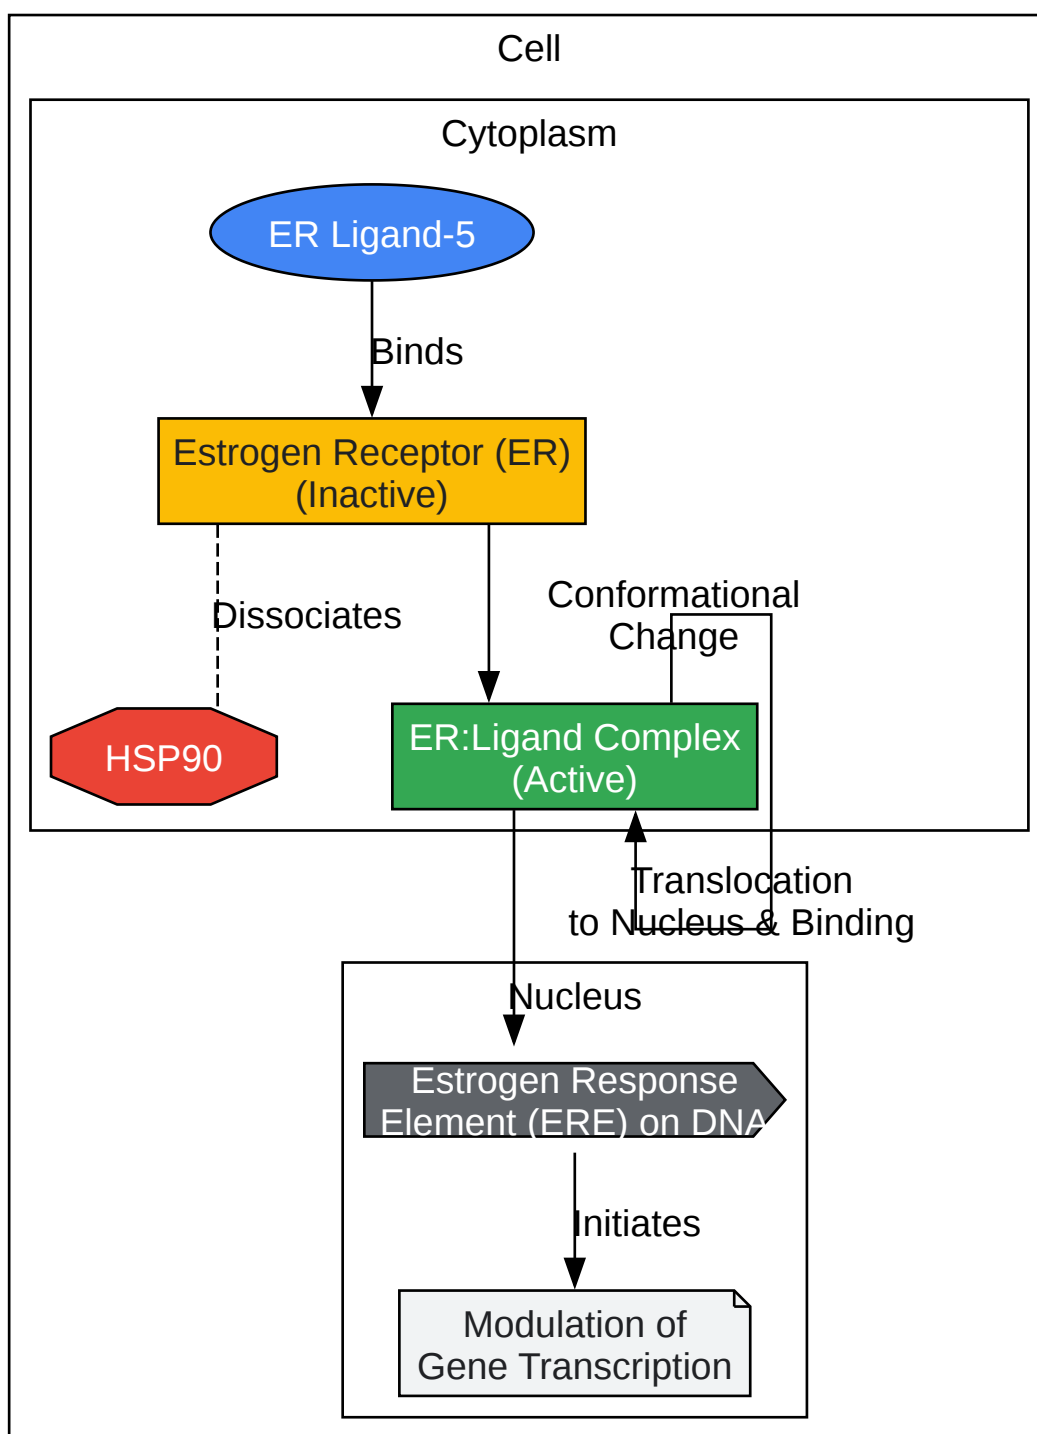 Cell
Cytoplasm
ER Ligand-5
Binds
Estrogen Receptor (ER)
(Inactive)
Dissociates
Conformational
Change
HSP90
ER:Ligand Complex
(Active)
Translocation
to Nucleus & Binding
Nucleus
Estrogen Response
Element (ERE) on DNA
Initiates
Modulation of
Gene Transcription